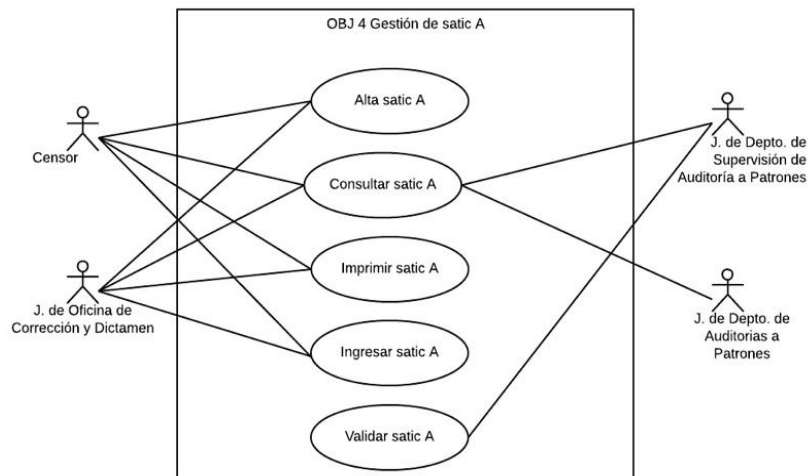 OBJ 4 Gestión de satic A
Alta satic A
Censor
J. de Depto. de
Supervisión de
Auditoría a Patrones
Consultar satic A
Imprimir satic A
J. de Oficina de
Corrección y Dictamen
J. de Depto. de
Auditorias a
Patrones
Ingresar satic A
Validar satic A